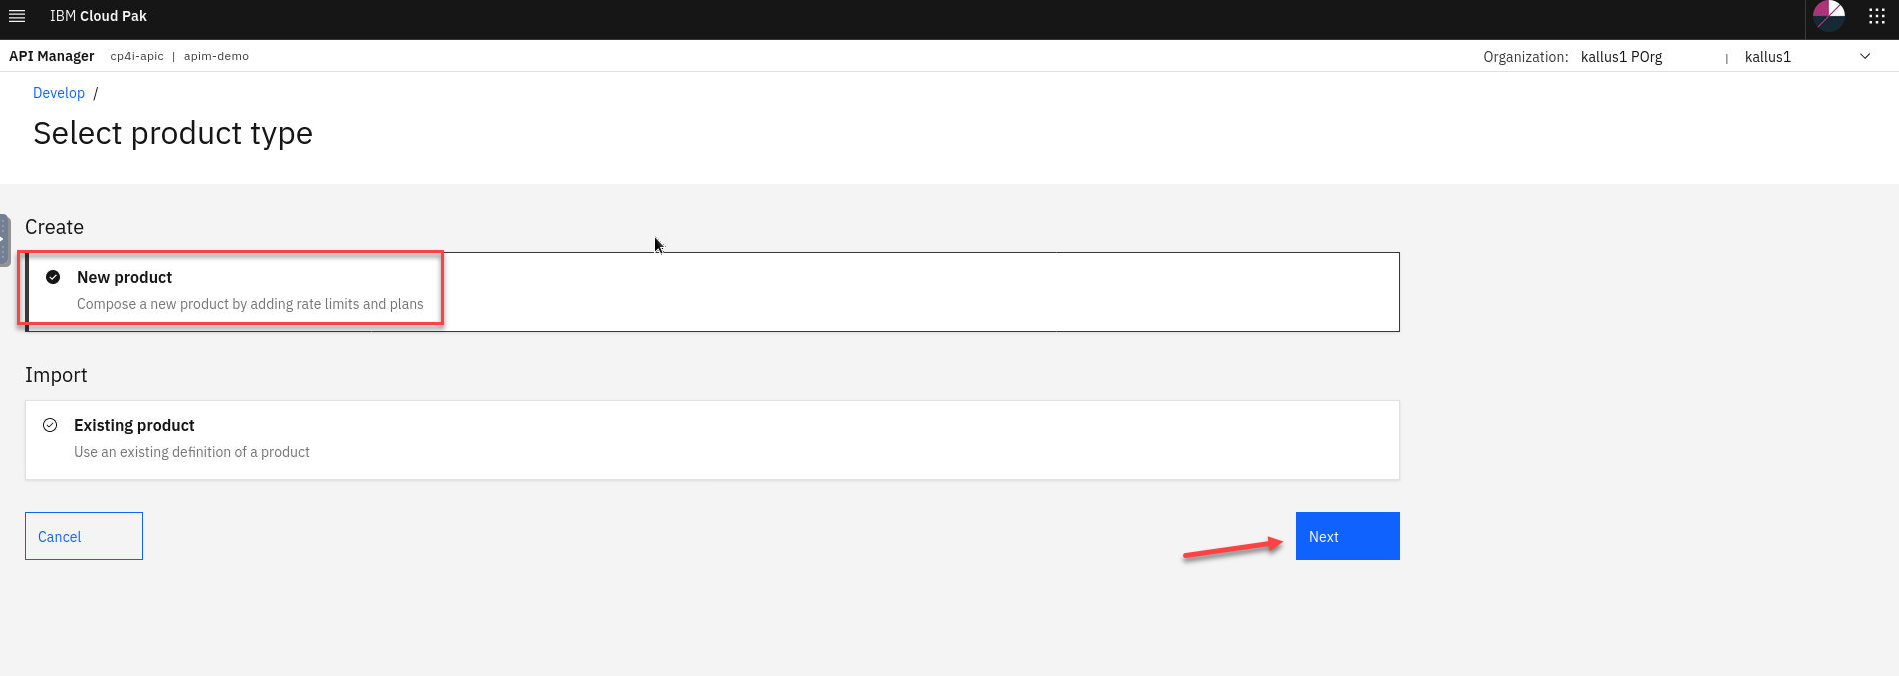 IBM Cloud Pak
API Manager cp4i-apic | apim-demo Organization: kallus1 POrg | kallus1
Develop /
Select product type
Create
New product
Compose a new product by adding rate limits and plans
Import
Existing product
Use an existing definition of a product
Cancel Next